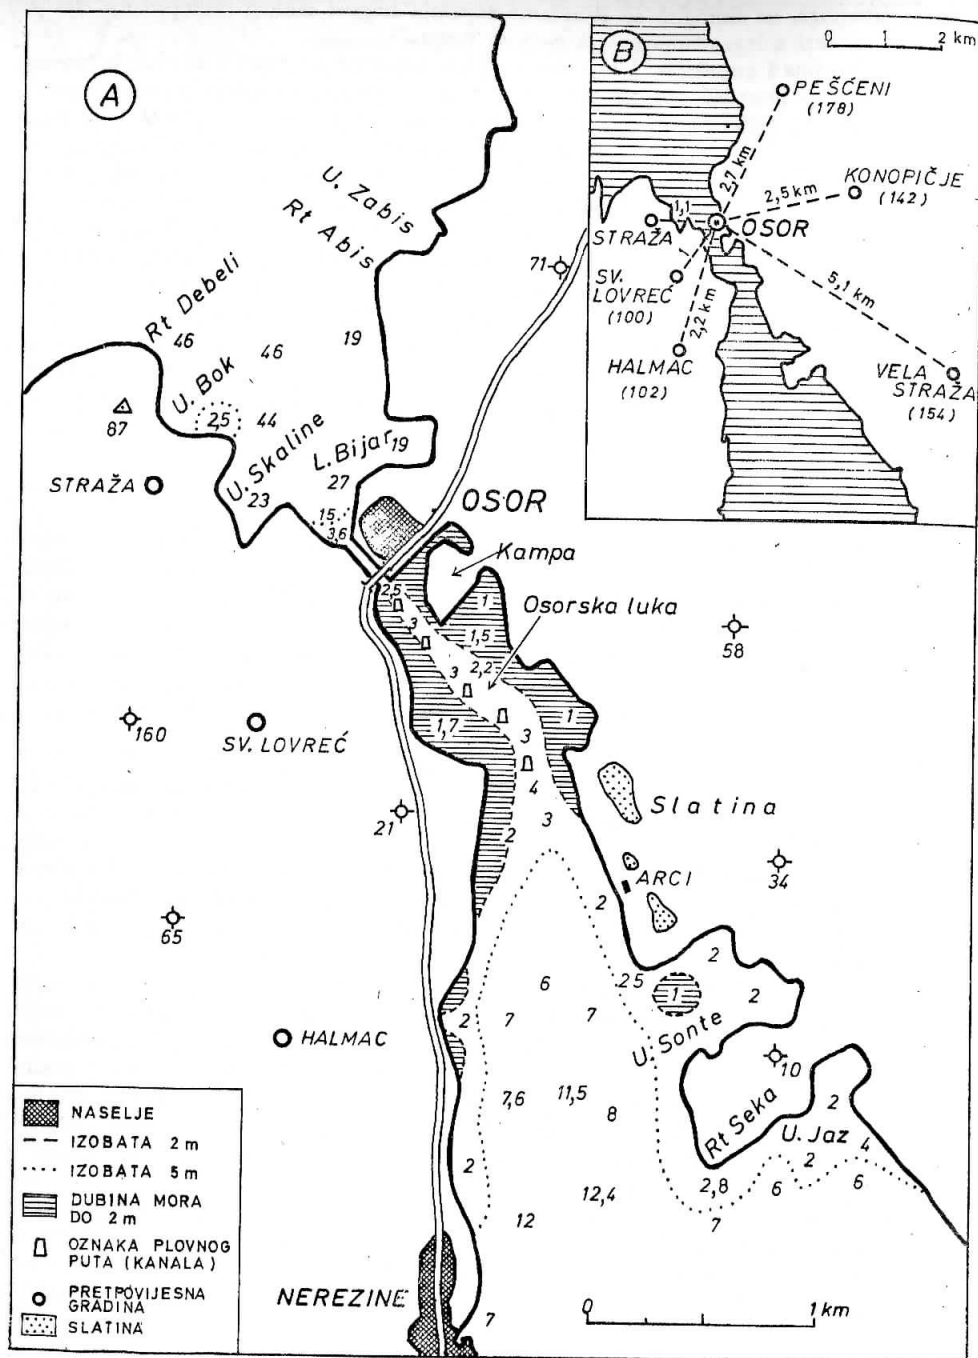 A
U. Zabis
Rt Abis
Rt Debeli
46
46
19
71
U. Bok
2,5
44
87
U. Skaline
L. Bijar
19
STRAŽA
23
27
15
3,6
OSOR
Kampa
2,5
1
Osorska luka
3
1,5
58
3
2,2
160
SV. LOVREĆ
1,7
1
3
4
Slatina
21
2
3
ARCI
34
2
65
2
6
25
1
2
2
7
7
U. Sonte
HALMAC
10
7,6
11,5
8
Rt Seka
2
U. Jaz
4
2
2
2,8
6
6
12,4
12
7
NEREZINE
7
0
1 km
B
0
1
2 km
PEŠĆENI
(178)
2,7 km
KONOPIČJE
(142)
2,5 km
1,1
OSOR
STRAŽA
SV.
LOVREĆ
(100)
5,1 km
2,2 km
HALMAC
(102)
VELA
STRAŽA
(154)
NASELJE
IZOBATA 2 m
IZOBATA 5 m
DUBINA MORA
DO 2 m
OZNAKA PLOVNOG
PUTA (KANALA)
PRETPOVIJESNA
GRADINA
SLATINA